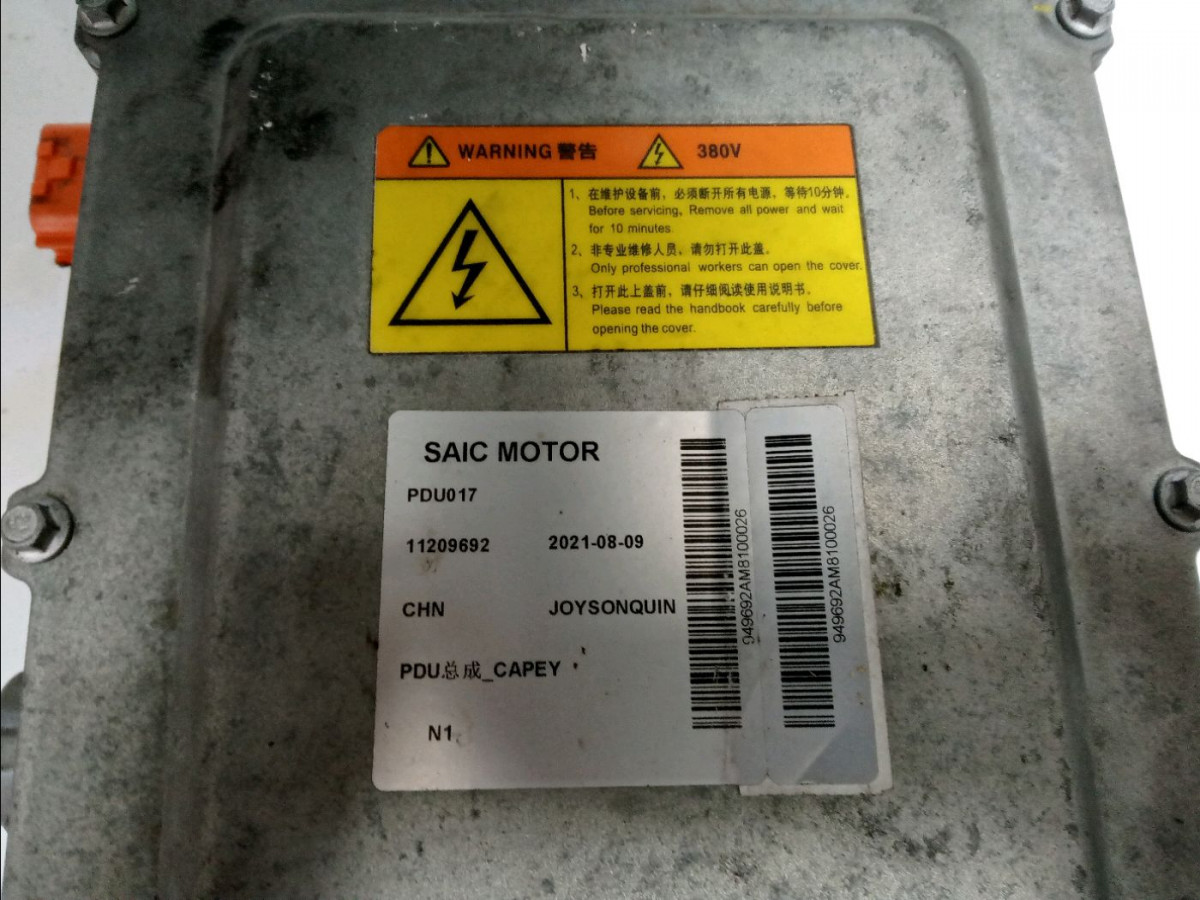 WARNING 警告 380V
1、在维护设备前，必须断开所有电源。等待10分钟。
Before servicing, Remove all power and wait
for 10 minutes
2、非专业维修人员，请勿打开此盖。
Only professional workers can open the cover.
3、打开此上盖前，请仔细阅读使用说明书。
Please read the handbook carefully before
opening the cover.
SAIC MOTOR
PDU017
11209692 2021-08-09
CHN JOYSONQUIN
PDU总成_CAPEY
N1
949692AM8100026
949692AM8100026